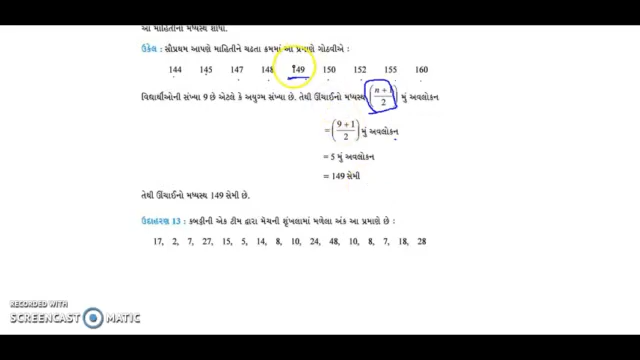 આ માહિતીનો મધ્યસ્થ શોધો.
ઉકેલ : સૌપ્રથમ આપણે માહિતીને ચઢતા ક્રમમાં આ પ્રમાણે ગોઠવીએ :
144 145 147 148 149 150 152 155 160
વિદ્યાર્થીઓની સંખ્યા 9 છે એટલે કે અયુગ્મ સંખ્યા છે. તેથી ઊંચાઈનો મધ્યસ્થ (n + 1 / 2) મું અવલોકન
= (9 + 1 / 2) મું અવલોકન
= 5 મું અવલોકન
= 149 સેમી
તેથી ઊંચાઈનો મધ્યસ્થ 149 સેમી છે.
ઉદાહરણ 13 : કબડ્ડીની એક ટીમ દ્વારા મેચની શૃંખલામાં મળેલા અંક આ પ્રમાણે છે :
17, 2, 7, 27, 15, 5, 14, 8, 10, 24, 48, 10, 8, 7, 18, 28
RECORDED WITH
SCREENCAST MATIC